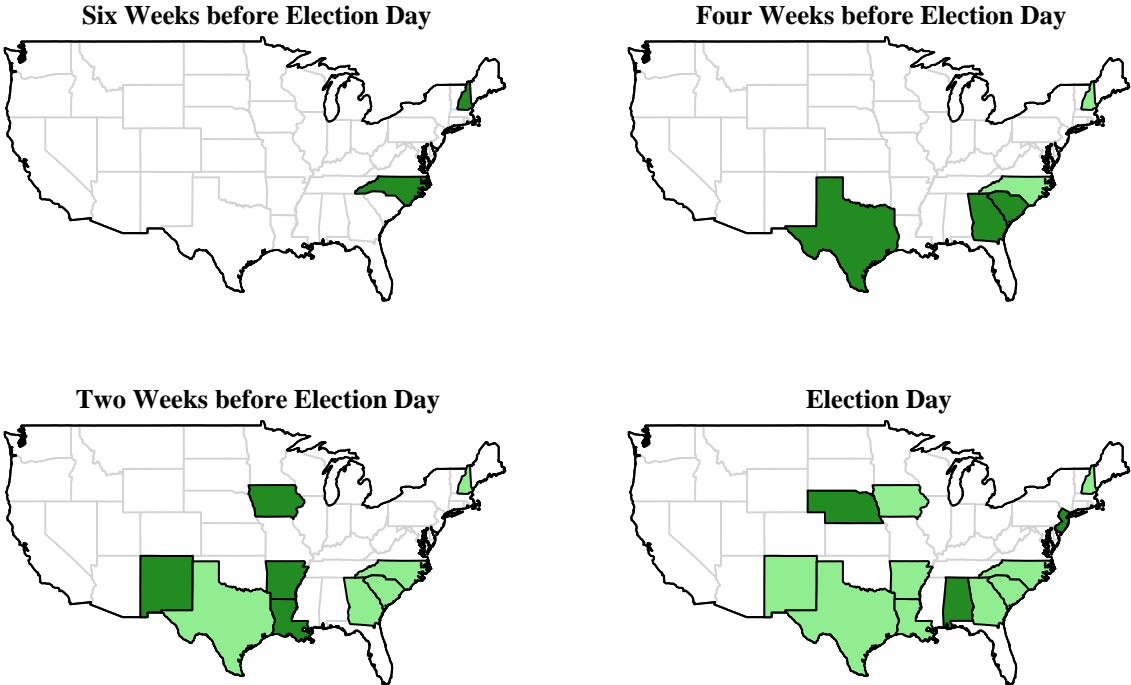 Six Weeks before Election Day
Four Weeks before Election Day
Two Weeks before Election Day
Election Day